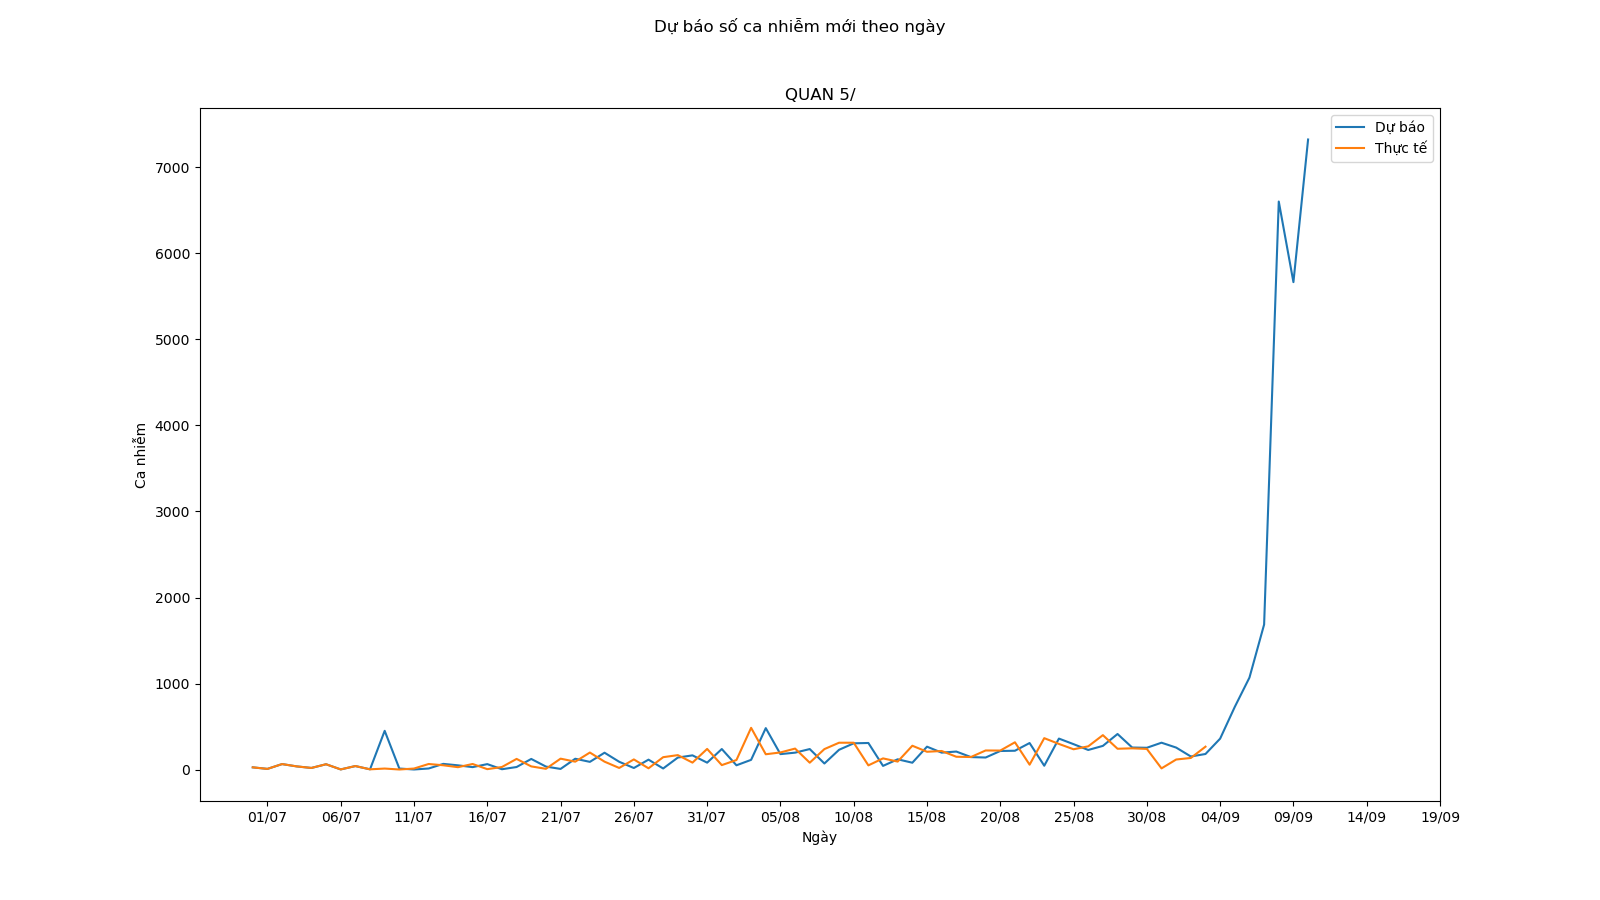 Dự báo số ca nhiễm mới theo ngày
QUAN 5/
Dự báo
Thực tế
7000
6000
5000
4000
3000
2000
1000
0
Ca nhiễm
01/07 06/07 11/07 16/07 21/07 26/07 31/07 05/08 10/08 15/08 20/08 25/08 30/08 04/09 09/09 14/09 19/09
Ngày